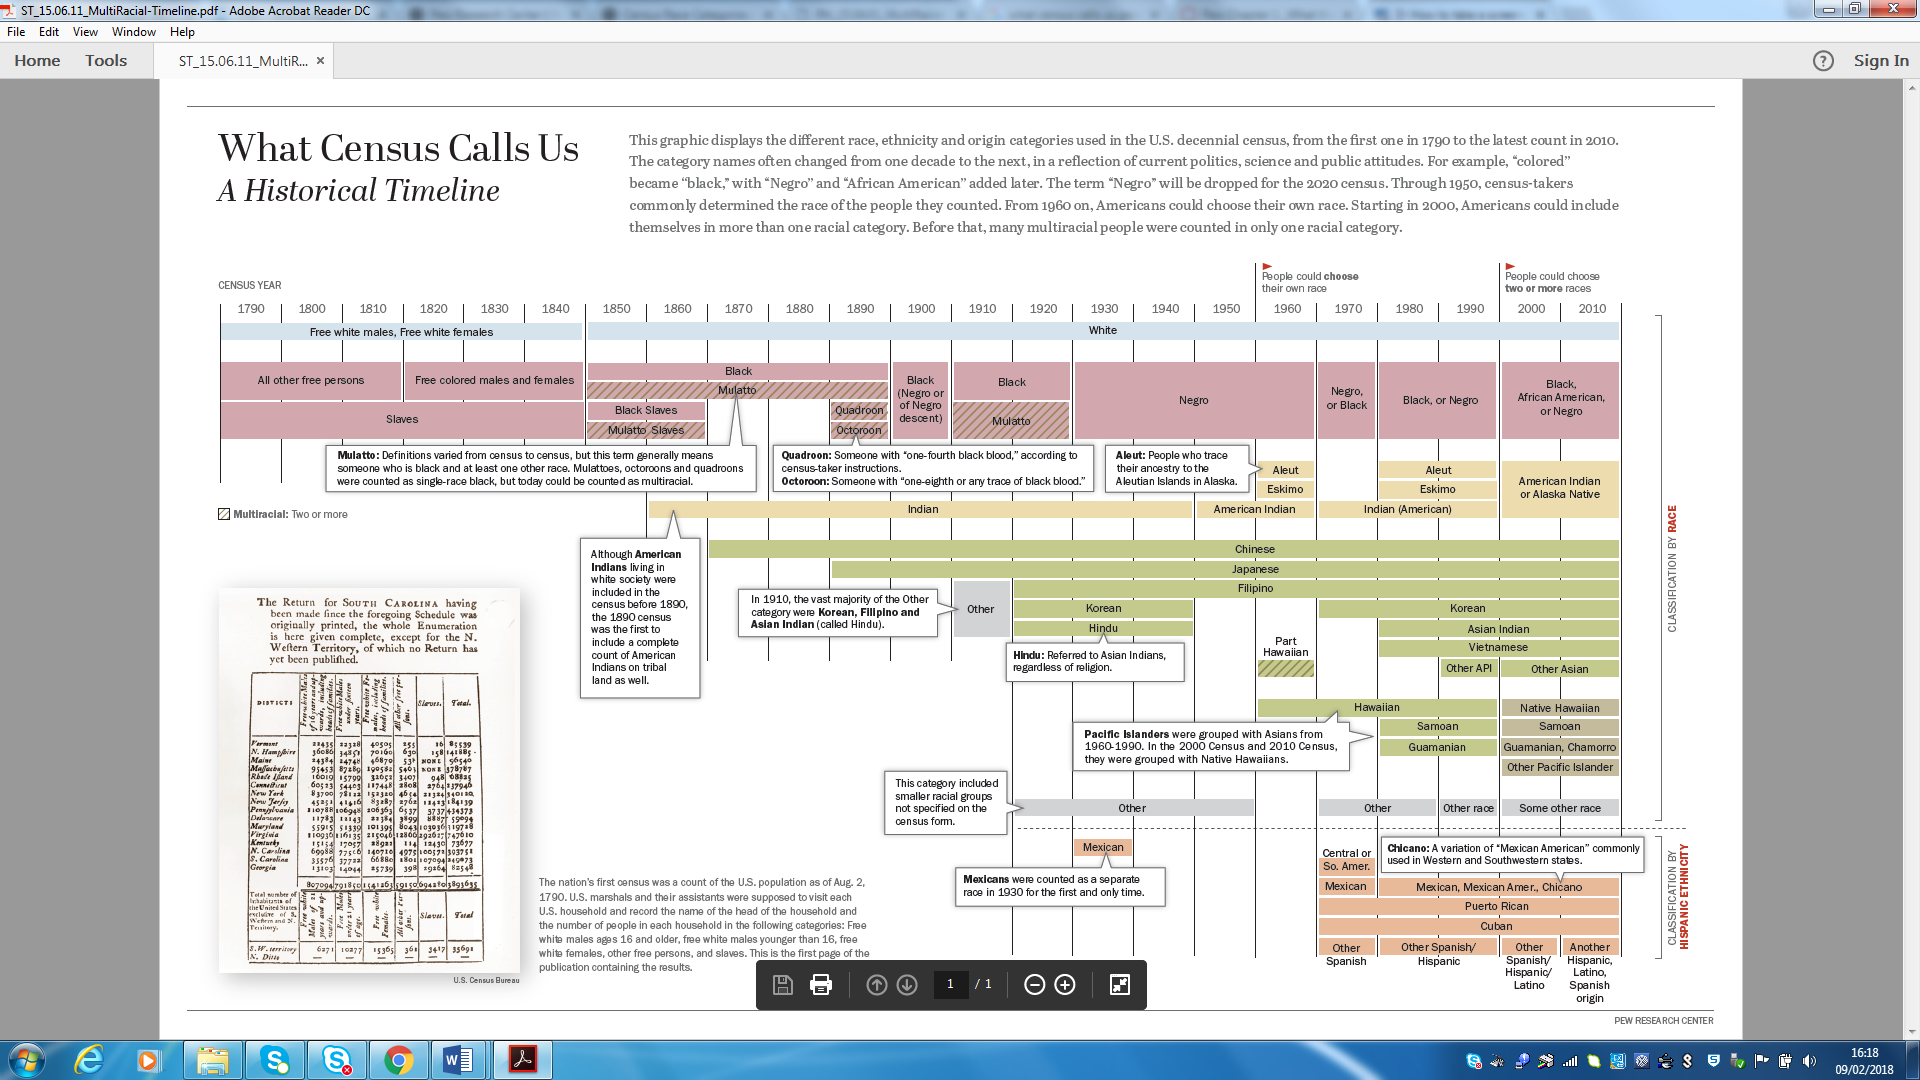 ST_15.06.11_MultiRacial-Timeline.pdf - Adobe Acrobat Reader DC
File Edit View Window Help
Home Tools ST_15.06.11_MultiR... × ? Sign In
What Census Calls Us
A Historical Timeline
This graphic displays the different race, ethnicity and origin categories used in the U.S. decennial census, from the first one in 1790 to the latest count in 2010.
The category names often changed from one decade to the next, in a reflection of current politics, science and public attitudes. For example, “colored”
became “black,” with “Negro” and “African American” added later. The term “Negro” will be dropped for the 2020 census. Through 1950, census-takers
commonly determined the race of the people they counted. From 1960 on, Americans could choose their own race. Starting in 2000, Americans could include
themselves in more than one racial category. Before that, many multiracial people were counted in only one racial category.
CENSUS YEAR
People could choose
their own race
People could choose
two or more races
1790 1800 1810 1820 1830 1840 1850 1860 1870 1880 1890 1900 1910 1920 1930 1940 1950 1960 1970 1980 1990 2000 2010
Free white males, Free white females
White
All other free persons
Free colored males and females
Slaves
Black
Mulatto
Black Slaves
Mulatto Slaves
Quadroon
Octoroon
Black
(Negro or
of Negro
descent)
Black
Mulatto
Negro
Negro,
or Black
Black, or Negro
Black,
African American,
or Negro
Mulatto: Definitions varied from census to census, but this term generally means
someone who is black and at least one other race. Mulattoes, octoroons and quadroons
were counted as single-race black, but today could be counted as multiracial.
Quadroon: Someone with “one-fourth black blood,” according to
census-taker instructions.
Octoroon: Someone with “one-eighth or any trace of black blood.”
Aleut: People who trace
their ancestry to the
Aleutian Islands in Alaska.
Aleut
Eskimo
Aleut
Eskimo
American Indian
or Alaska Native
Multiracial: Two or more
Indian
American Indian
Indian (American)
Although American
Indians living in
white society were
included in the
census before 1890,
the 1890 census
was the first to
include a complete
count of American
Indians on tribal
land as well.
Chinese
Japanese
Filipino
In 1910, the vast majority of the Other
category were Korean, Filipino and
Asian Indian (called Hindu).
Other
Korean
Hindu
Korean
Asian Indian
Vietnamese
Other API
Other Asian
Hindu: Referred to Asian Indians,
regardless of religion.
Part
Hawaiian
Hawaiian
Samoan
Guamanian
Native Hawaiian
Samoan
Guamanian, Chamorro
Other Pacific Islander
Pacific Islanders were grouped with Asians from
1960-1990. In the 2000 Census and 2010 Census,
they were grouped with Native Hawaiians.
This category included
smaller racial groups
not specified on the
census form.
Other
Other
Other race
Some other race
CLASSIFICATION BY RACE
Mexican
Mexicans were counted as a separate
race in 1930 for the first and only time.
Chicano: A variation of “Mexican American” commonly
used in Western and Southwestern states.
Central or
So. Amer.
Mexican
Mexican, Mexican Amer., Chicano
Puerto Rican
Cuban
Other
Spanish
Other Spanish/
Hispanic
Other
Spanish/
Hispanic/
Latino
Another
Hispanic,
Latino,
Spanish
origin
CLASSIFICATION BY
HISPANIC ETHNICITY
The Return for SOUTH CAROLINA having
been made since the foregoing Schedule was
originally printed, the whole Enumeration
is here given complete, except for the N.
Western Territory, of which no Return has
yet been published.
DISTRICTS
Slaves. Total.
Vermont
N. Hampshire
Maine
Massachusetts
Rhode Island
Connecticut
New York
New Jersey
Pennsylvania
Delaware
Maryland
Virginia
Kentucky
N. Carolina
S. Carolina
Georgia
Slaves. Total
S. W. territory
N. Ditto
U.S. Census Bureau
The nation’s first census was a count of the U.S. population as of Aug. 2,
1790. U.S. marshals and their assistants were supposed to visit each
U.S. household and record the name of the head of the household and
the number of people in each household in the following categories: Free
white males ages 16 and older, free white males younger than 16, free
white females, other free persons, and slaves. This is the first page of the
publication containing the results.
1 / 1
PEW RESEARCH CENTER
16:18
09/02/2018